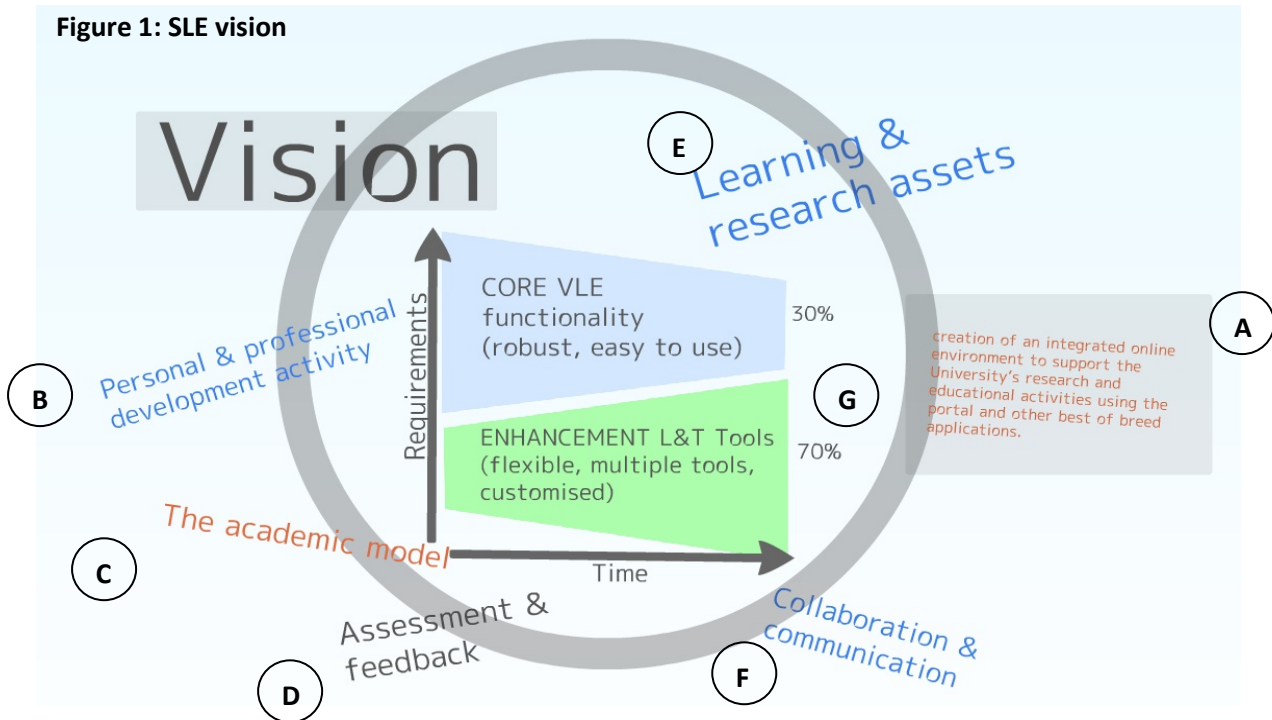 Figure 1: SLE vision
Vision
E
Learning &
research assets
CORE VLE
functionality
(robust, easy to use)
30%
Requirements
A
creation of an integrated online
environment to support the
University's research and
educational activities using the
portal and other best of breed
applications.
Personal & professional
development activity
B
G
ENHANCEMENT L&T Tools
(flexible, multiple tools,
customised)
70%
The academic model
C
Time
Assessment &
feedback
D
Collaboration &
communication
F